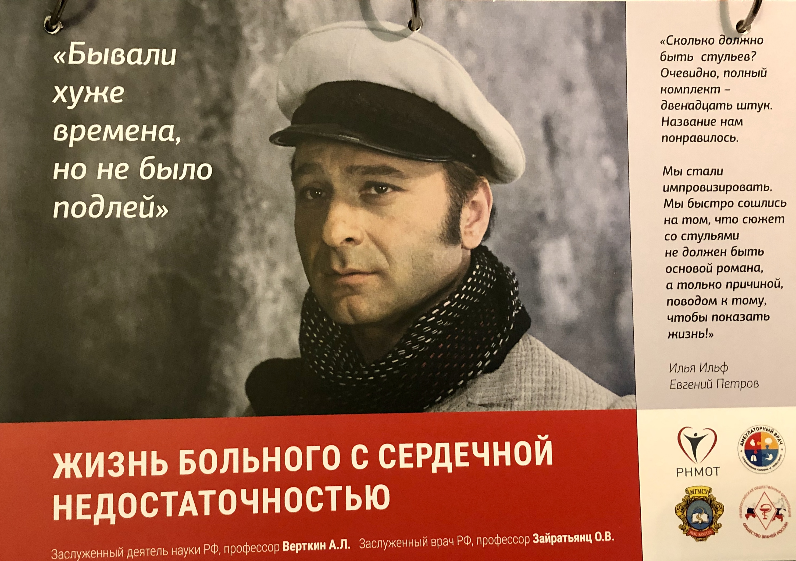 «Бывали
хуже
времена,
но не было
подлей»
«Сколько должно
быть стульев?
Очевидно, полный
комплект –
двенадцать штук.
Название нам
понравилось.
Мы стали
импровизировать.
Мы быстро сошлись
на том, что сюжет
со стульями
не должен быть
основой романа,
а только причиной,
поводом к тому,
чтобы показать
жизнь!»
Илья Ильф
Евгений Петров
ЖИЗНЬ БОЛЬНОГО С СЕРДЕЧНОЙ
НЕДОСТАТОЧНОСТЬЮ
Заслуженный деятель науки РФ, профессор Верткин А.Л. Заслуженный врач РФ, профессор Зайратьянц О.В.
РНМОТ
АМБУЛАТОРНЫЙ ВРАЧ
МГМСУ